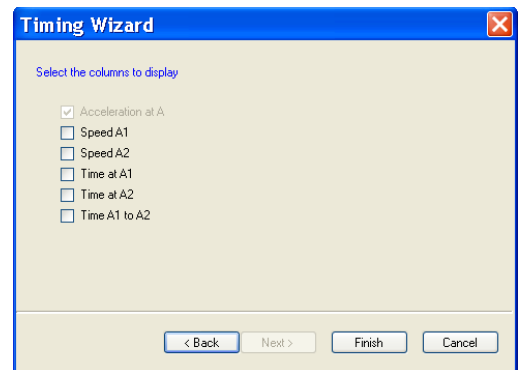 Timing Wizard
Select the columns to display
Acceleration at A
Speed A1
Speed A2
Time at A1
Time at A2
Time A1 to A2
< Back Next > Finish Cancel